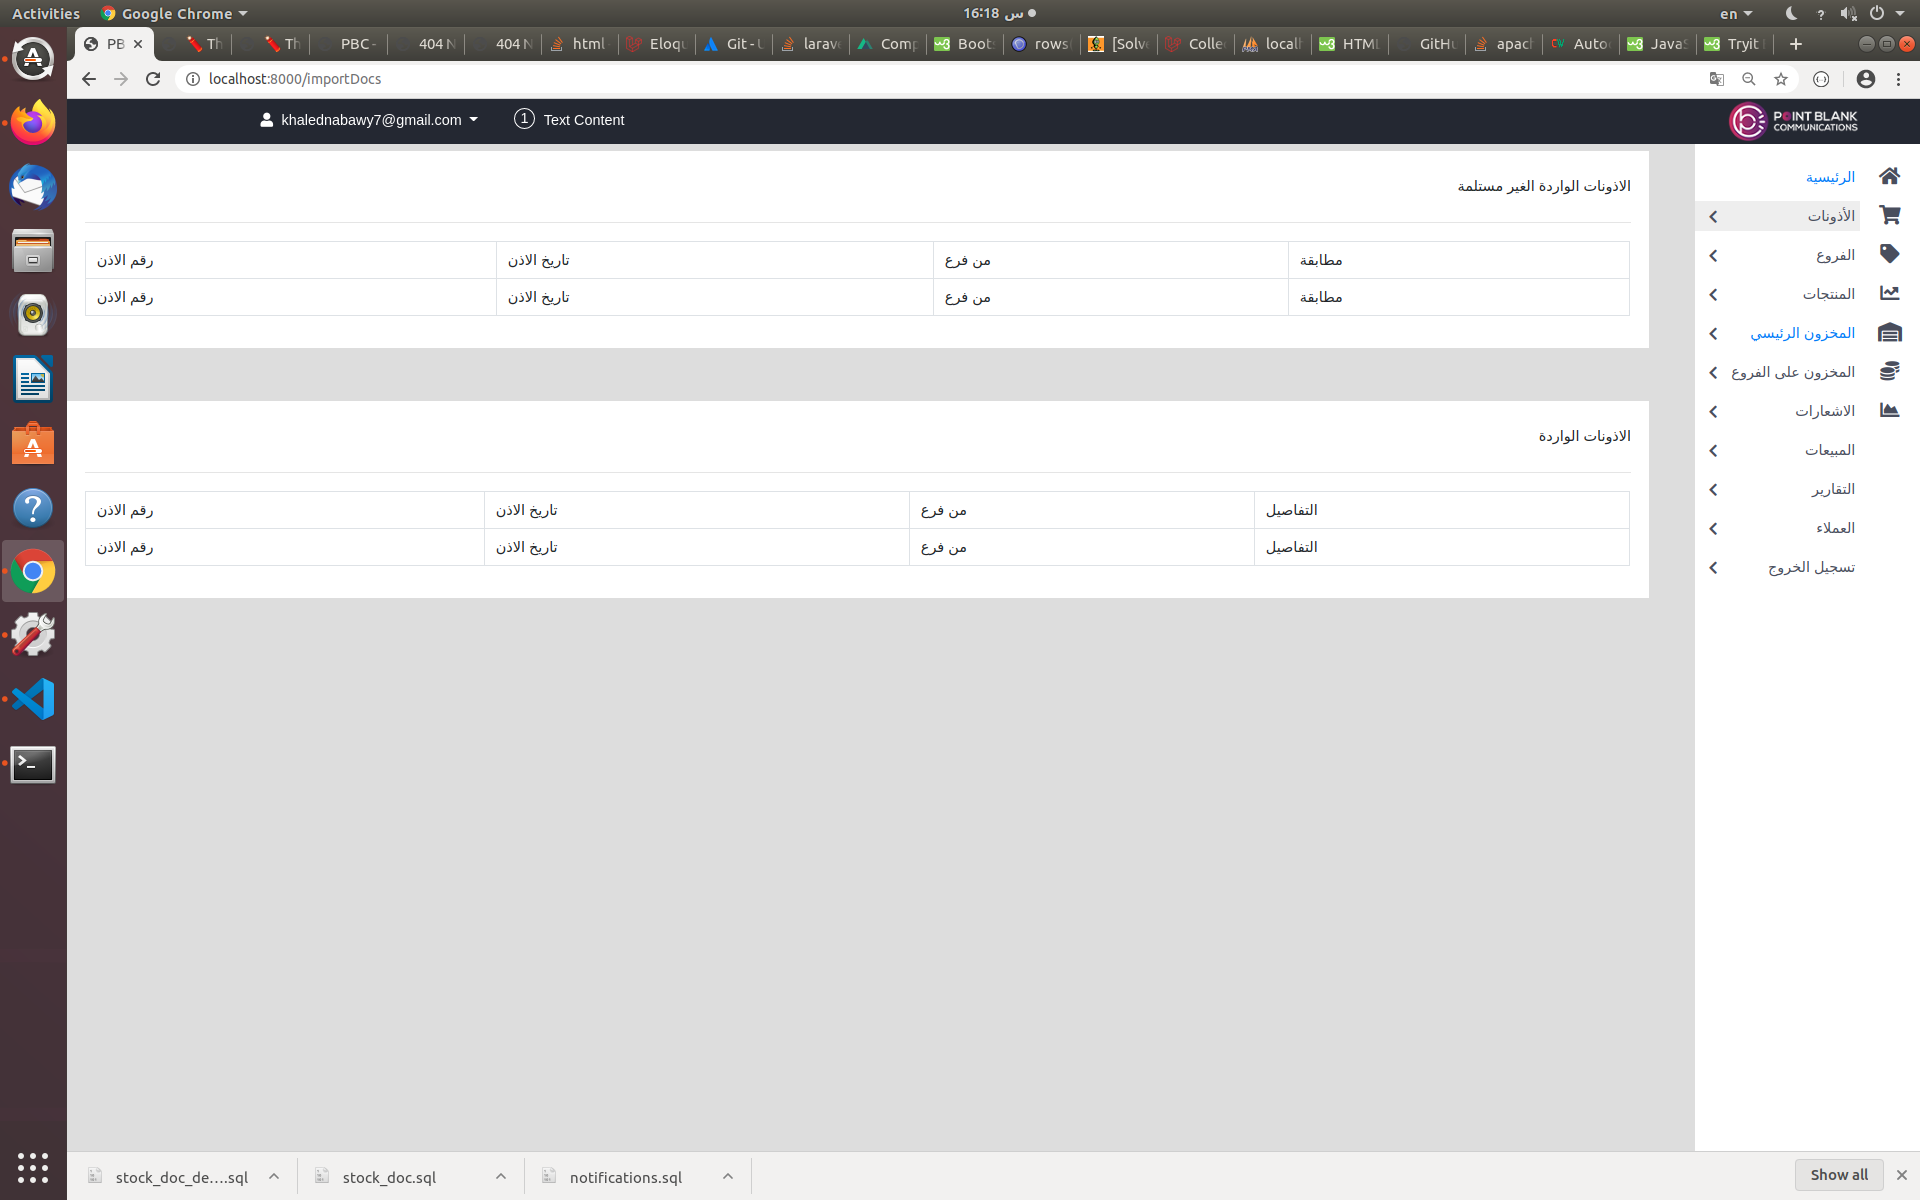 Activities Google Chrome 16:18 س en
PB Th Th PBC - 404 N 404 N html Eloqu Git - U larave Comp Boot rows [Solve Colle localh HTML GitHu apac Auto JavaS Tryit
localhost:8000/importDocs
khalednabawy7@gmail.com 1 Text Content POINT BLANK COMMUNICATIONS
الرئيسية
الأذونات
الفروع
المنتجات
المخزون الرئيسي
المخزون على الفروع
الاشعارات
المبيعات
التقارير
العملاء
تسجيل الخروج
الاذونات الواردة الغير مستلمة
رقم الاذن تاريخ الاذن من فرع مطابقة
رقم الاذن تاريخ الاذن من فرع مطابقة
الاذونات الواردة
رقم الاذن تاريخ الاذن من فرع التفاصيل
رقم الاذن تاريخ الاذن من فرع التفاصيل
stock_doc_de....sql stock_doc.sql notifications.sql Show all